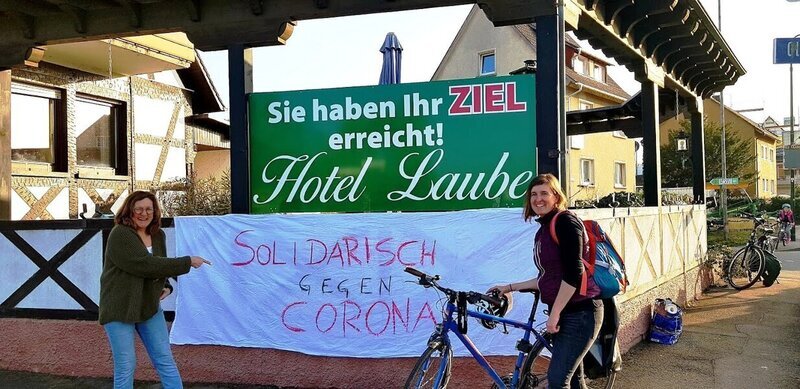 Sie haben Ihr ZIEL
erreicht!
Hotel Laube
SOLIDARISCH
GEGEN
CORONA